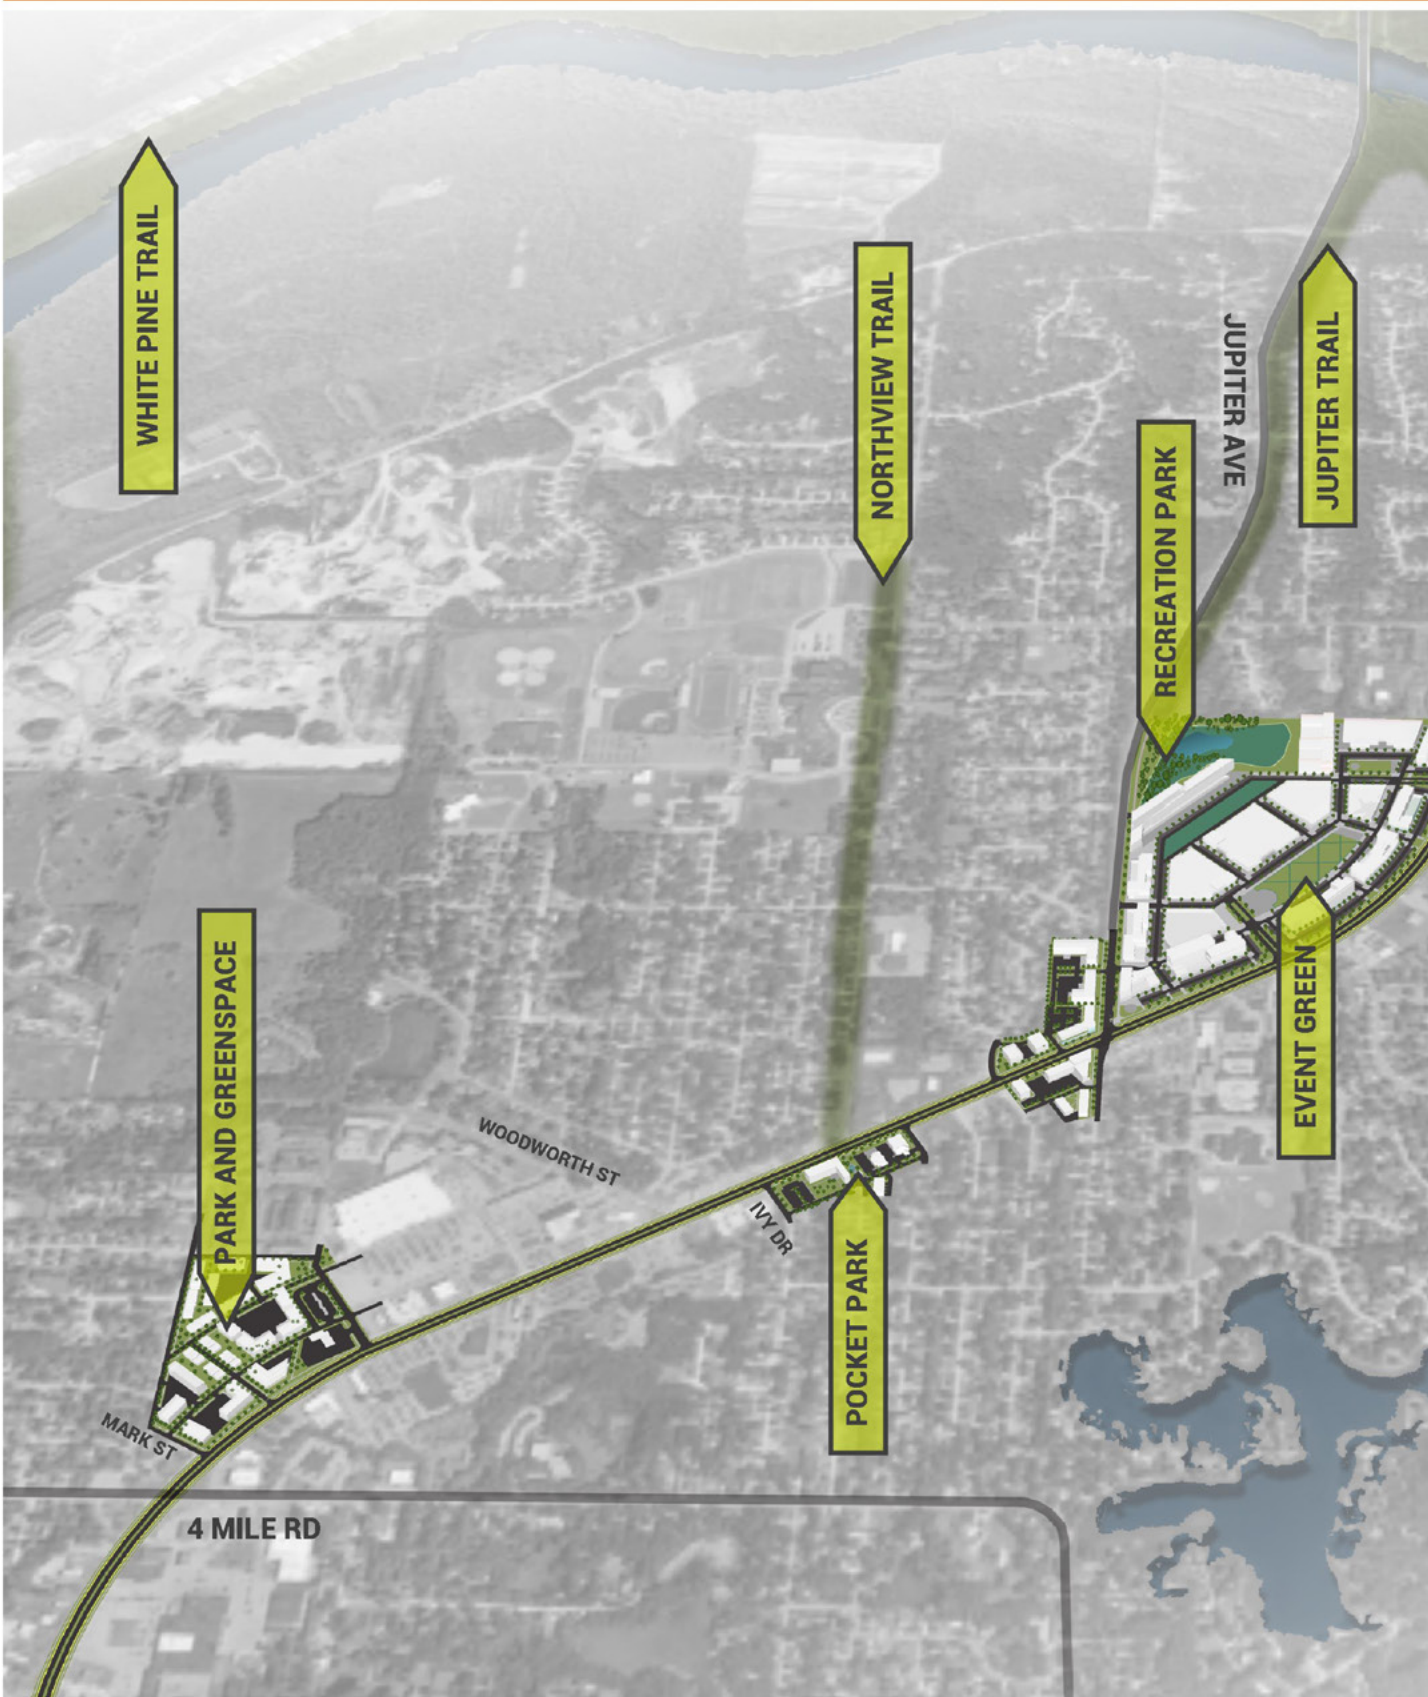 WHITE PINE TRAIL
NORTHVIEW TRAIL
JUPITER AVE
JUPITER TRAIL
RECREATION PARK
PARK AND GREENSPACE
EVENT GREEN
WOODWORTH ST
IVY DR
POCKET PARK
MARK ST
4 MILE RD